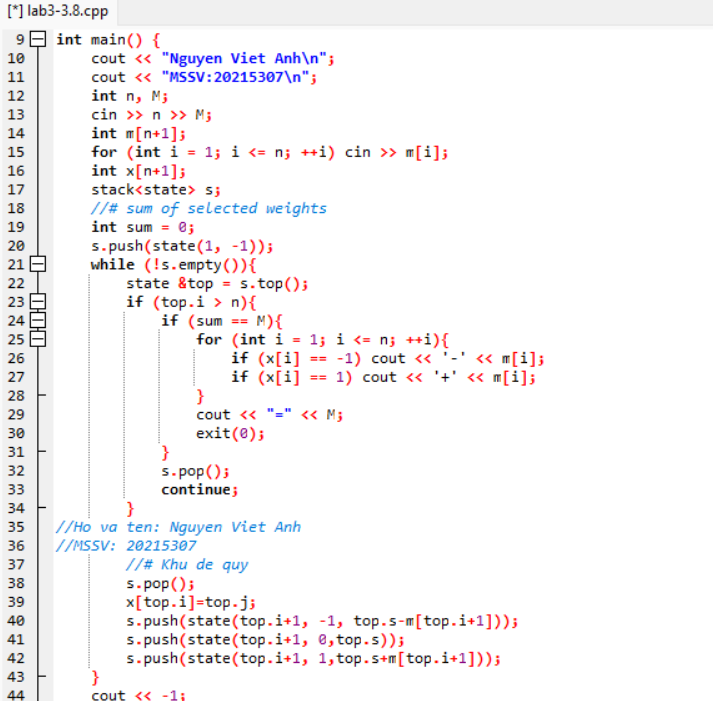 [*] lab3-3.8.cpp
9 int main() {
10 cout << "Nguyen Viet Anh\n";
11 cout << "MSSV:20215307\n";
12 int n, M;
13 cin >> n >> M;
14 int m[n+1];
15 for (int i = 1; i <= n; ++i) cin >> m[i];
16 int x[n+1];
17 stack<state> s;
18 //# sum of selected weights
19 int sum = 0;
20 s.push(state(1, -1));
21 while (!s.empty()){
22 state &top = s.top();
23 if (top.i > n){
24 if (sum == M){
25 for (int i = 1; i <= n; ++i){
26 if (x[i] == -1) cout << '-' << m[i];
27 if (x[i] == 1) cout << '+' << m[i];
28 }
29 cout << "=" << M;
30 exit(0);
31 }
32 s.pop();
33 continue;
34 }
35 //Ho va ten: Nguyen Viet Anh
36 //MSSV: 20215307
37 //# Khu de quy
38 s.pop();
39 x[top.i]=top.j;
40 s.push(state(top.i+1, -1, top.s-m[top.i+1]));
41 s.push(state(top.i+1, 0,top.s));
42 s.push(state(top.i+1, 1,top.s+m[top.i+1]));
43 }
44 cout << -1;